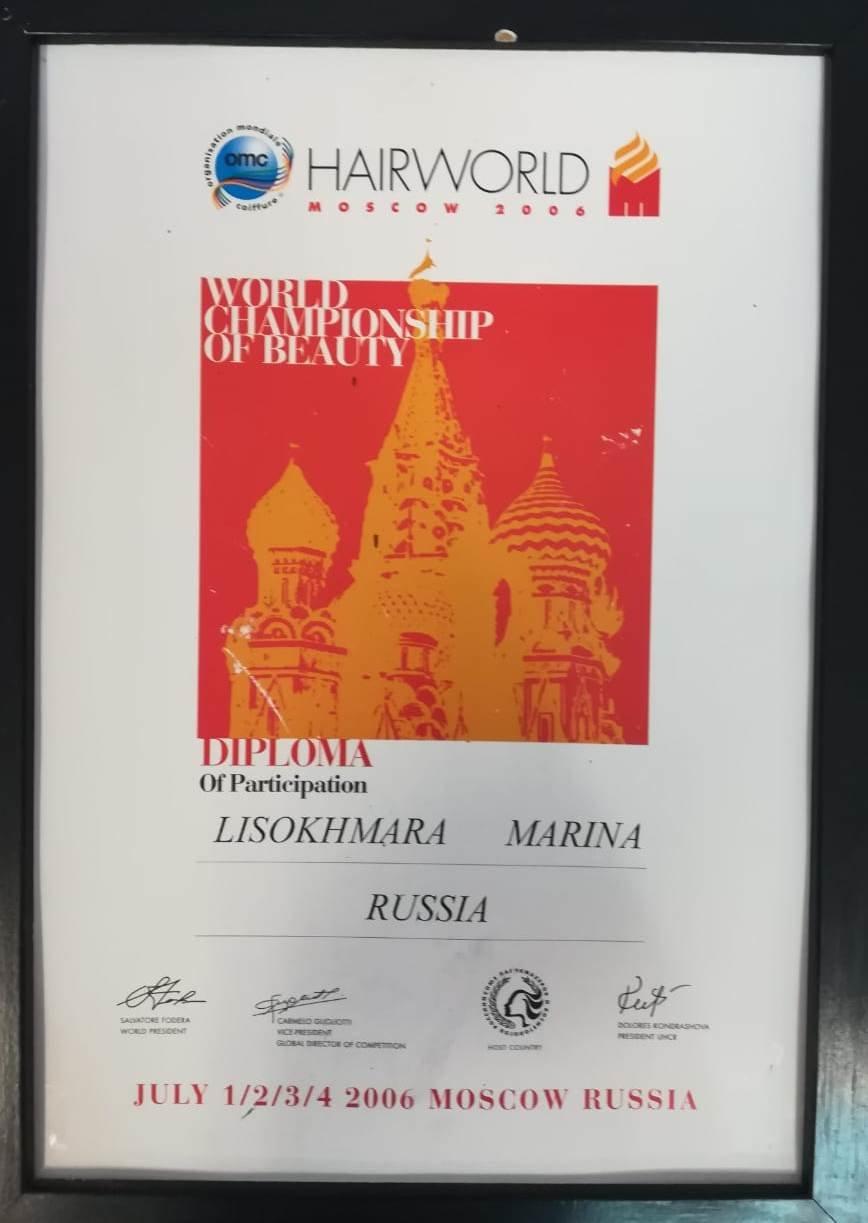 organisation mondiale
omc
coiffure
HAIRWORLD
MOSCOW 2006
WORLD
CHAMPIONSHIP
OF BEAUTY
DIPLOMA
Of Participation
LISOKHMARA MARINA
RUSSIA
SALVATORE FODERA
WORLD PRESIDENT
CARMELO GUGLIOTTI
VICE PRESIDENT
GLOBAL DIRECTOR OF COMPETITION
HOST COUNTRY
DOLORES KONDRASHOVA
PRESIDENT UHCR
JULY 1/2/3/4 2006 MOSCOW RUSSIA